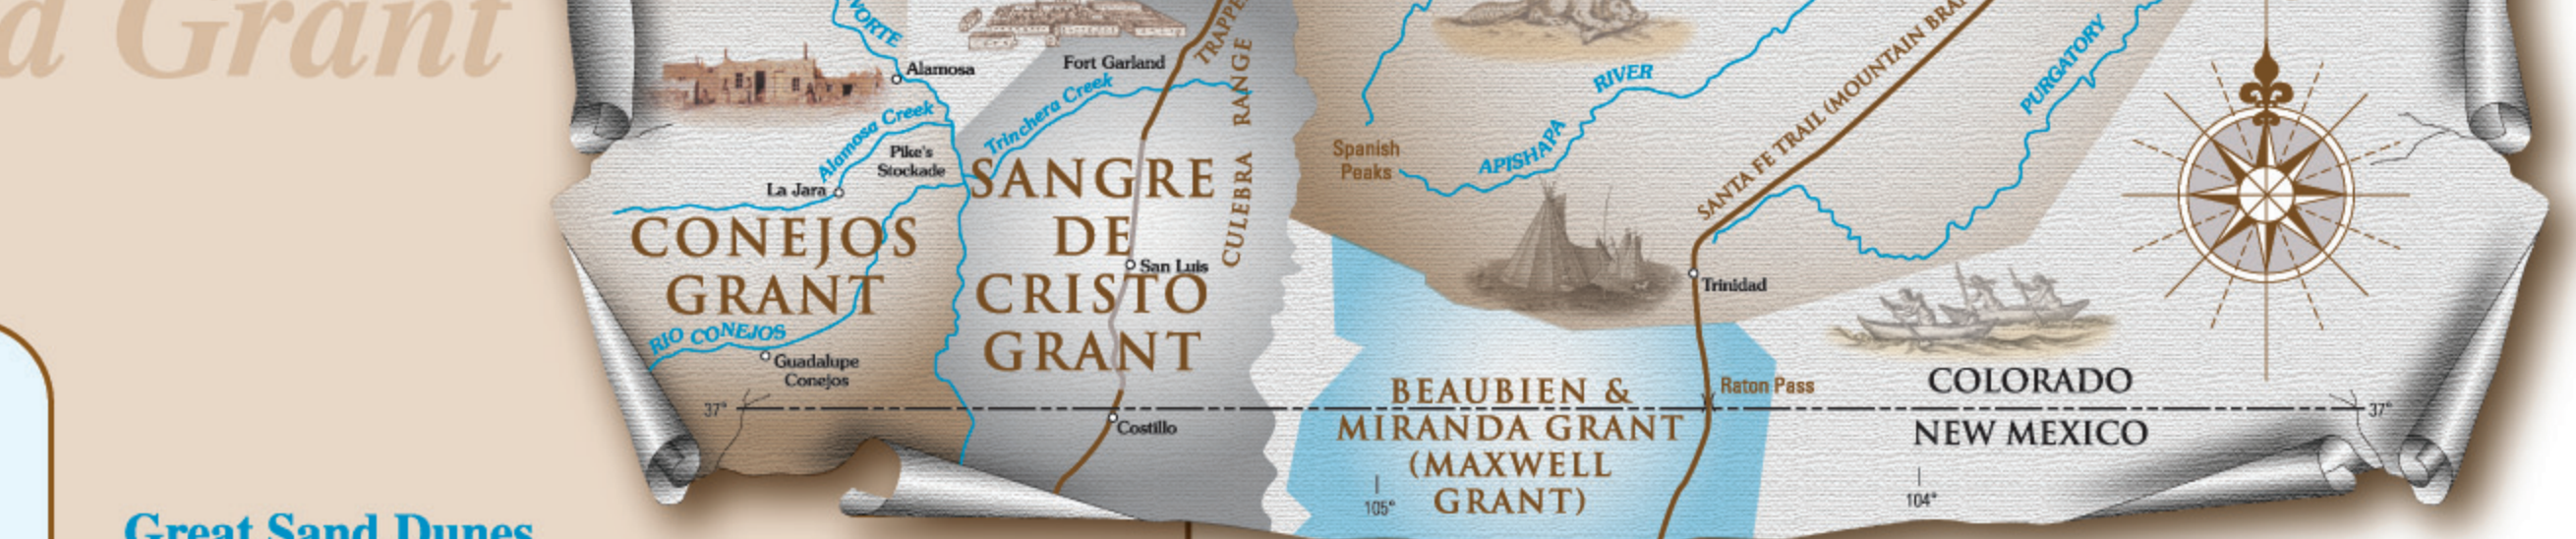 d Grant
Fort Garland
TRAPPE
Alamosa
Alamosa Creek
Trinchera Creek
CULEBRA RANGE
Pike's
Stockade
La Jara
CONEJOS
GRANT
RIO CONEJOS
Guadalupe
Conejos
SANGRE
DE
CRISTO
GRANT
San Luis
Costillo
Spanish
Peaks
APISHAPA
RIVER
SANTA FE TRAIL (MOUNTAIN BRA
PURGATORY
Trinidad
Raton Pass
BEAUBIEN &
MIRANDA GRANT
(MAXWELL
GRANT)
COLORADO
NEW MEXICO
37°
37°
105°
104°
Great Sand Dunes